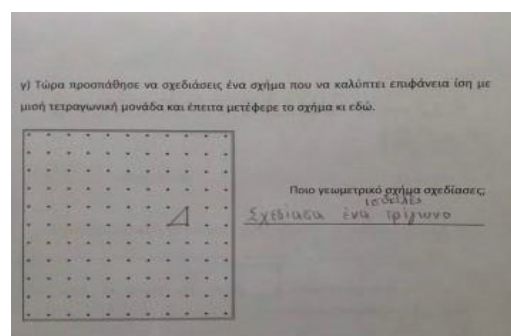 γ) Τώρα προσπάθησε να σχεδιάσεις ένα σχήμα που να καλύπτει επιφάνεια ίση με
μισή τετραγωνική μονάδα και έπειτα μετέφερε το σχήμα κι εδώ.
Ποιο γεωμετρικό σχήμα σχεδίασες;
ισοσκελές
Σχεδίασα ένα τρίγωνο